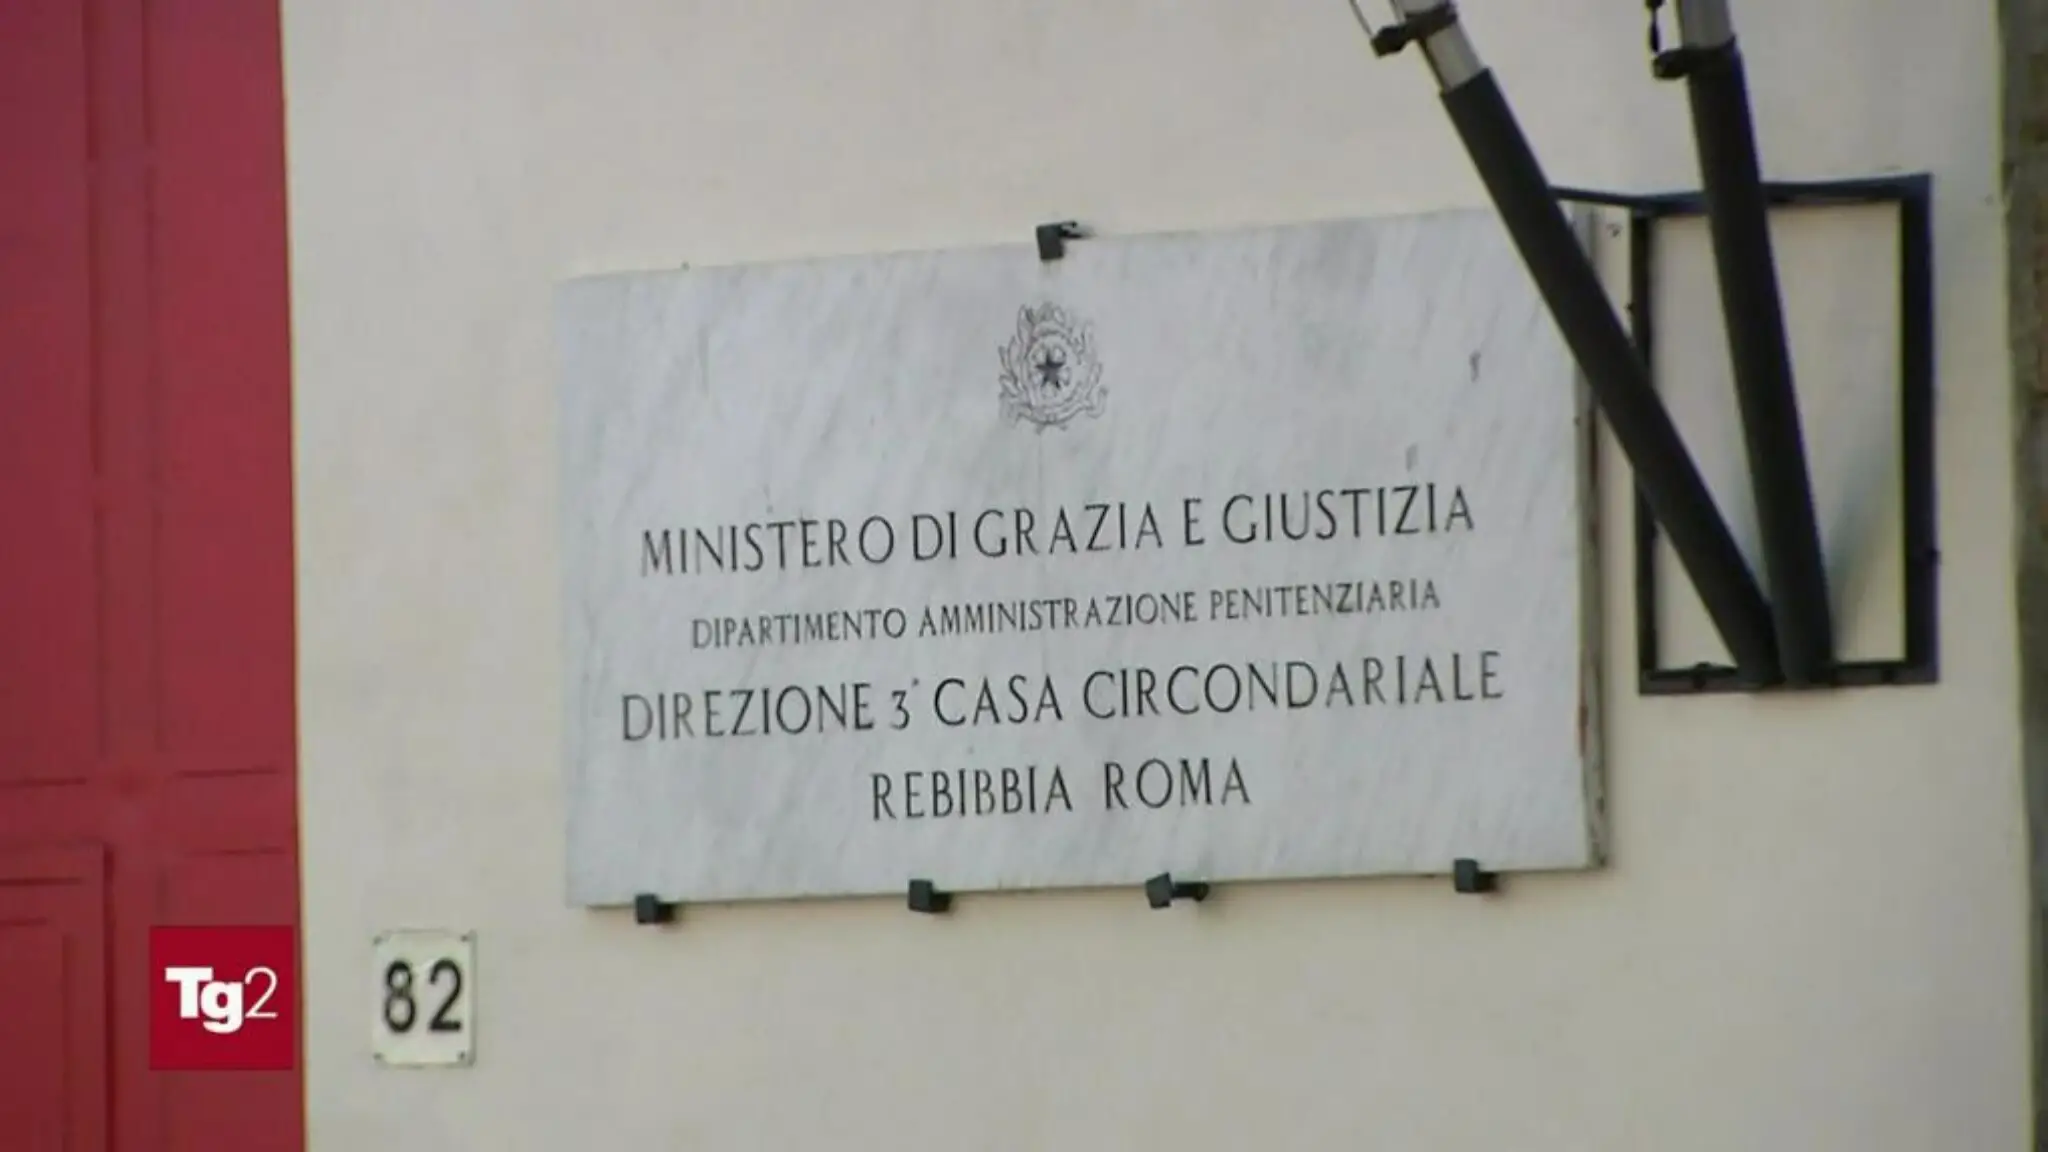 MINISTERO DI GRAZIA E GIUSTIZIA
DIPARTIMENTO AMMINISTRAZIONE PENITENZIARIA
DIREZIONE 3ª CASA CIRCONDARIALE
REBIBBIA ROMA
82
Tg2